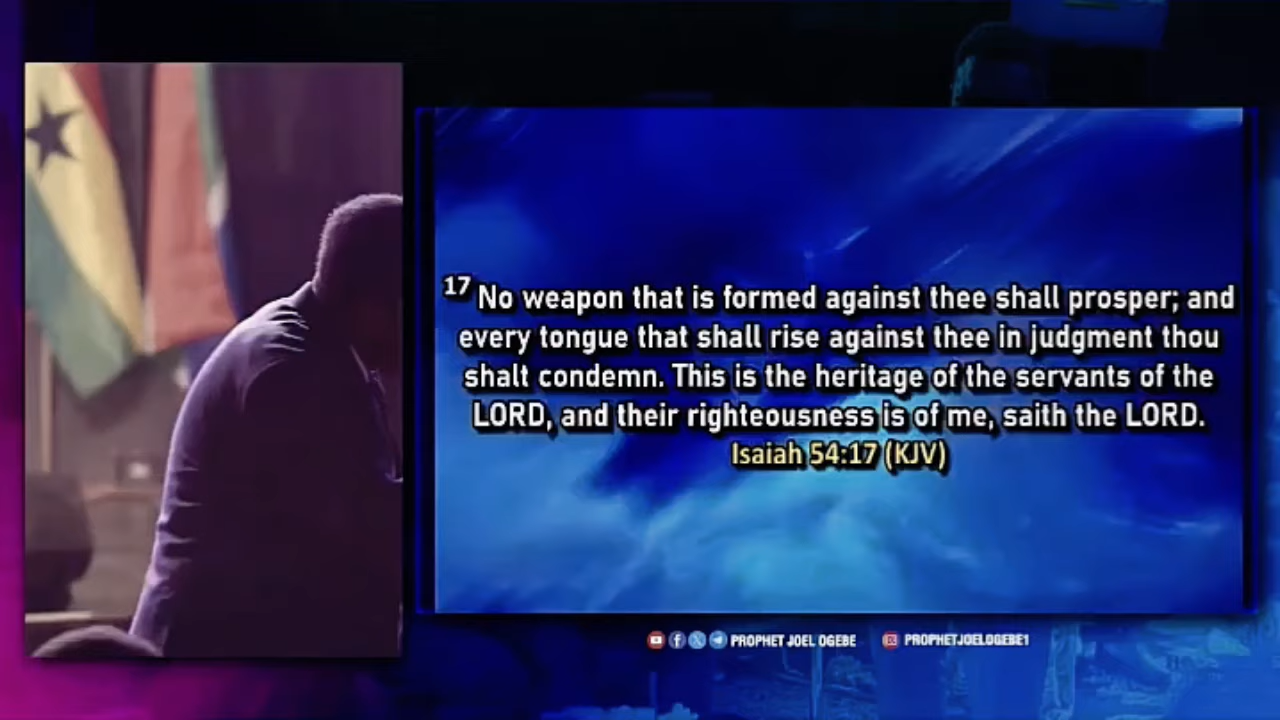 17 No weapon that is formed against thee shall prosper; and
every tongue that shall rise against thee in judgment thou
shalt condemn. This is the heritage of the servants of the
LORD, and their righteousness is of me, saith the LORD.
Isaiah 54:17 (KJV)
PROPHET JOEL OGEBE PROPHETJOELOGEBE1